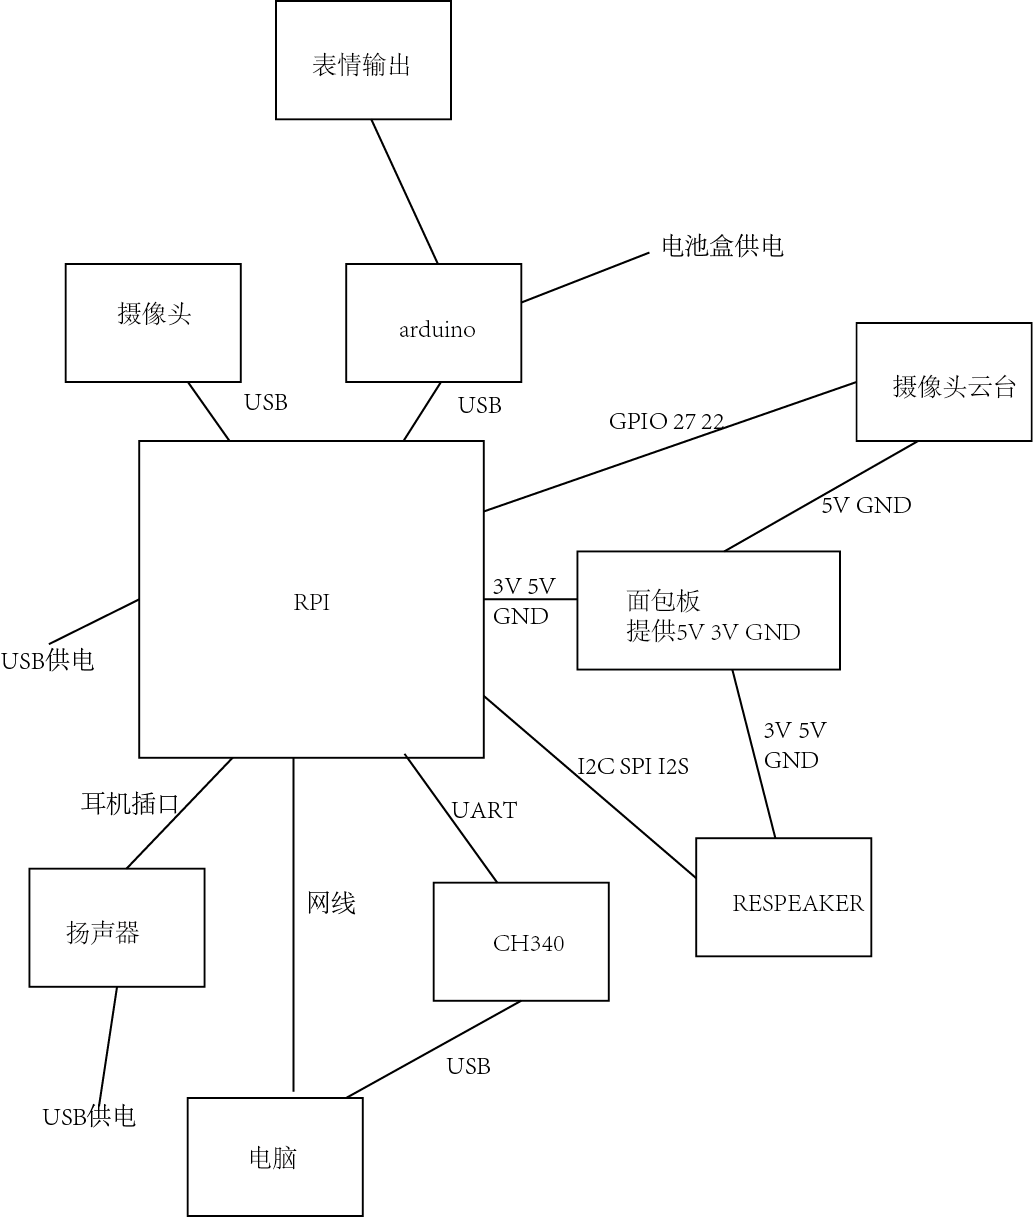 表情输出
电池盒供电
摄像头
arduino
摄像头云台
USB
USB
GPIO 27 22
5V GND
3V 5V
GND
面包板
提供5V 3V GND
RPI
USB供电
3V 5V
GND
I2C SPI I2S
耳机插口
UART
网线
RESPEAKER
扬声器
CH340
USB
USB供电
电脑